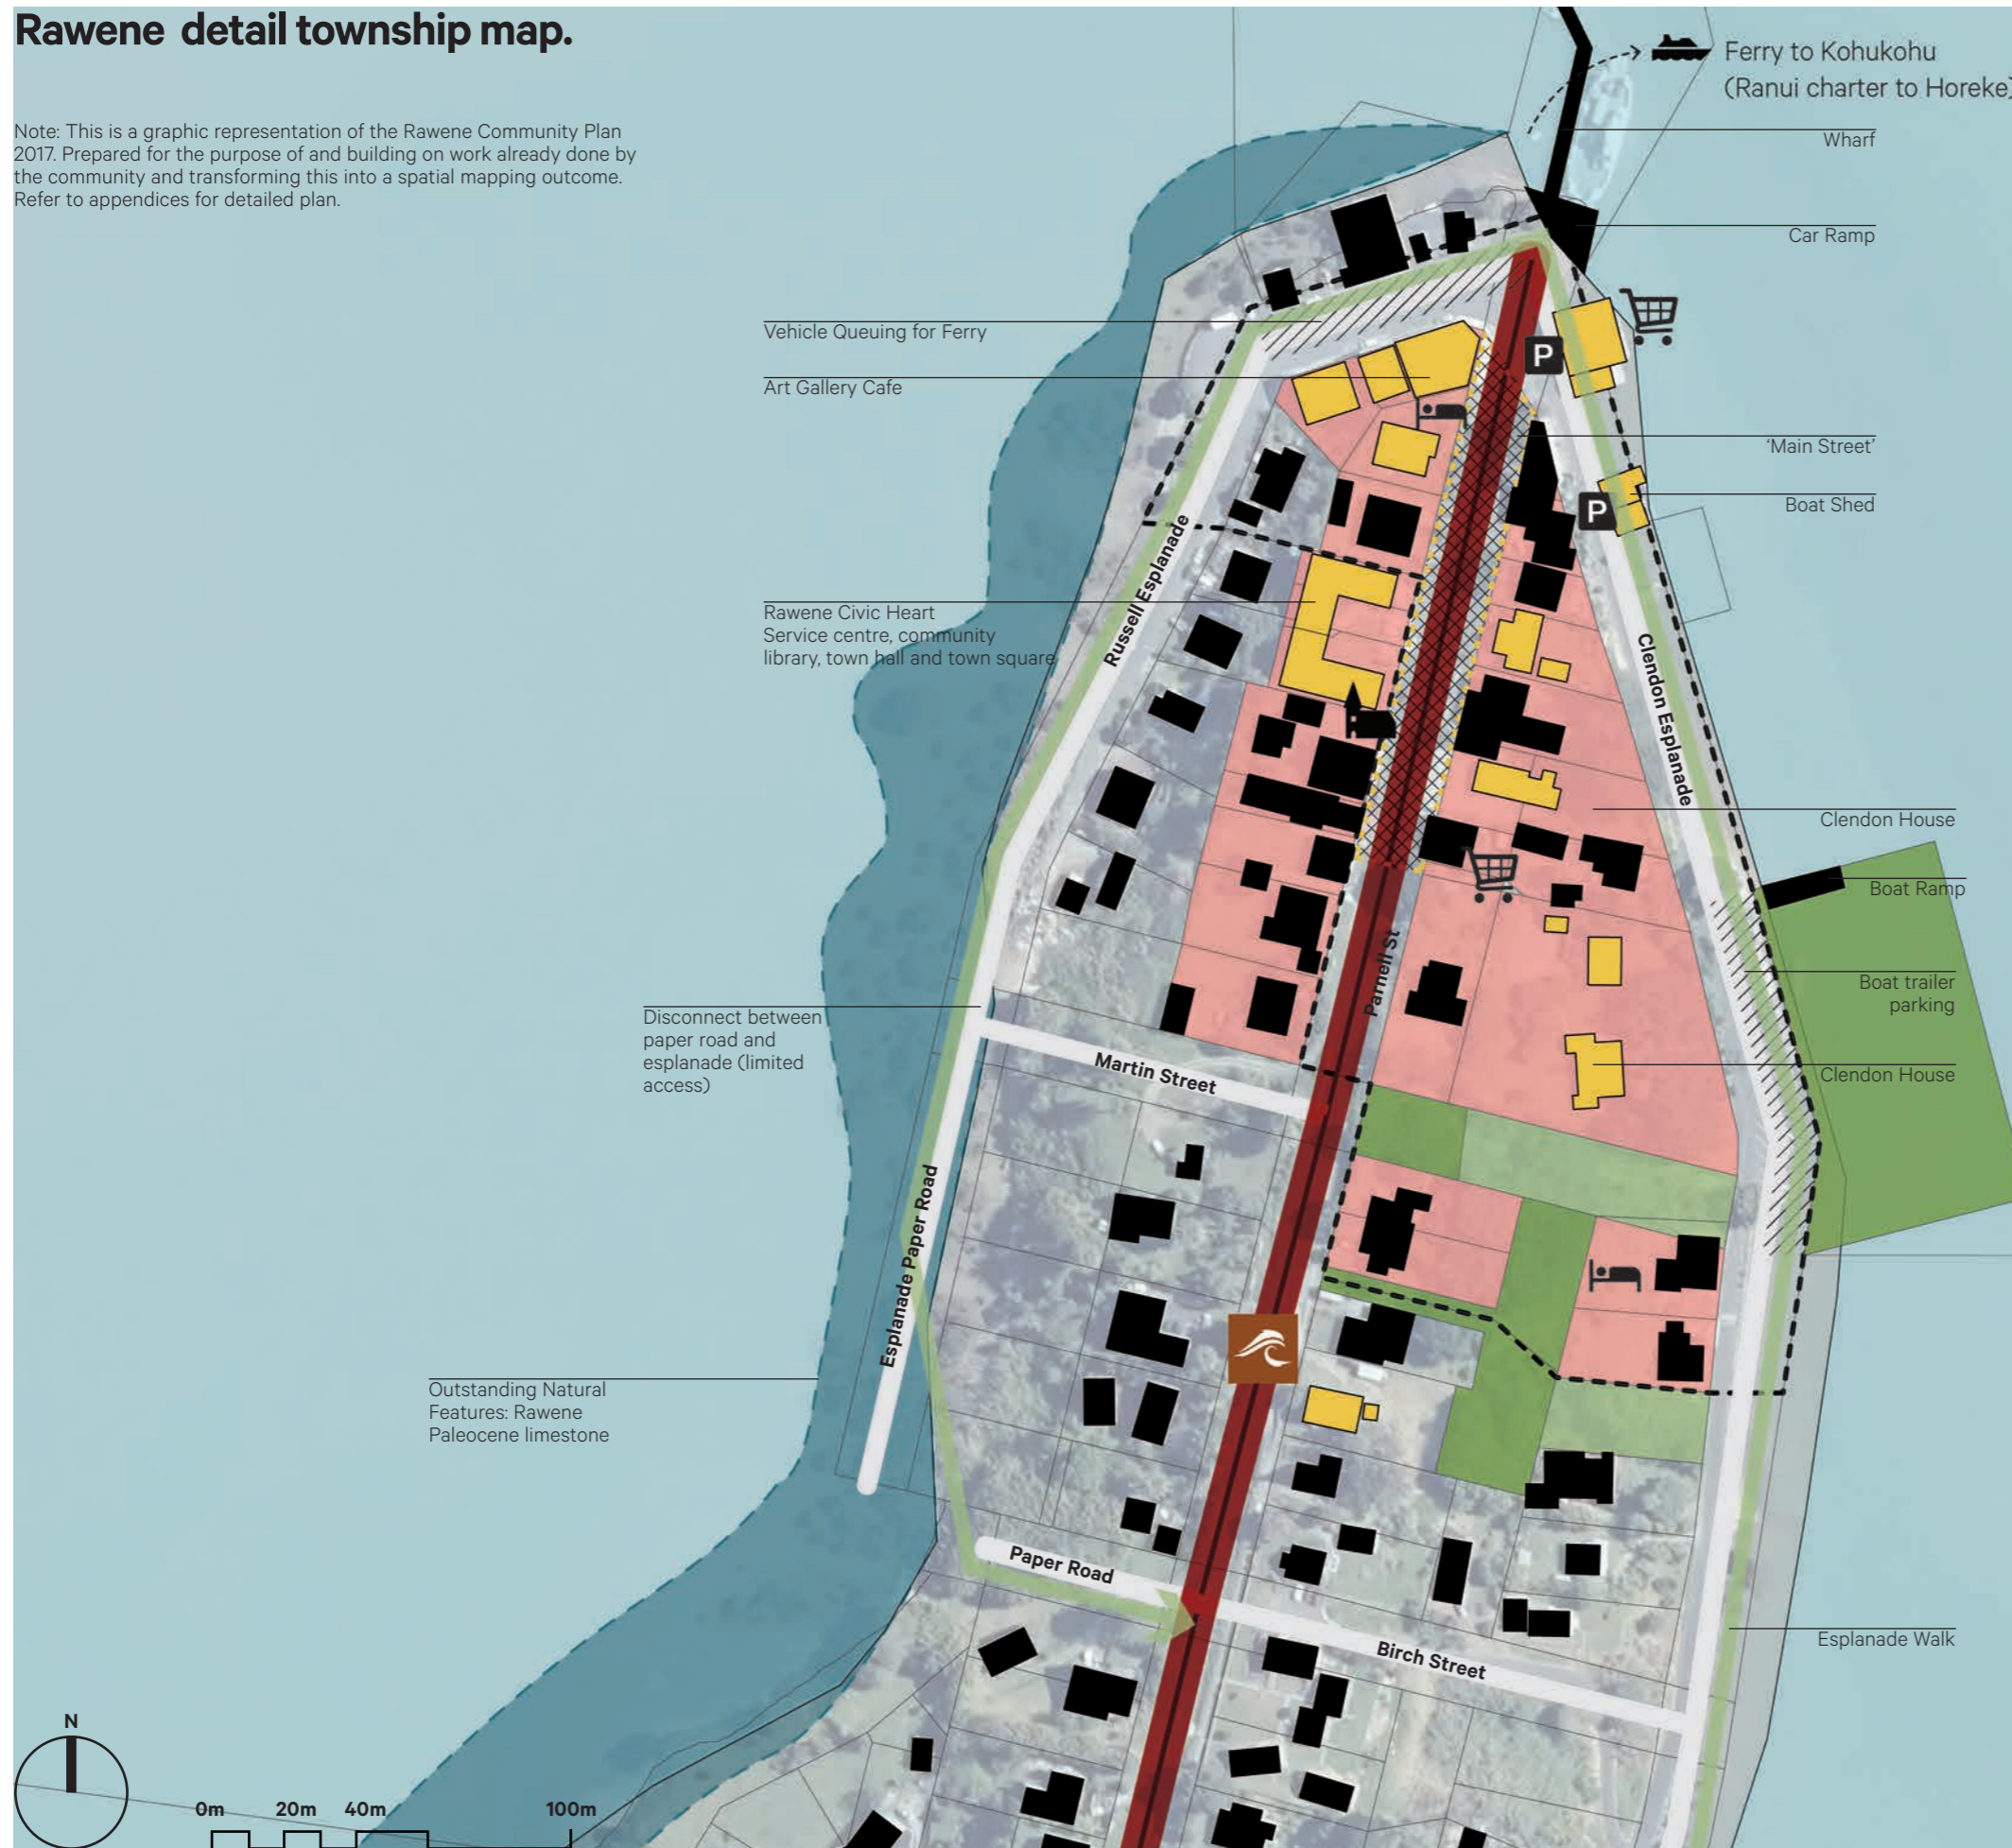 Rawene detail township map.
Note: This is a graphic representation of the Rawene Community Plan
2017. Prepared for the purpose of and building on work already done by
the community and transforming this into a spatial mapping outcome.
Refer to appendices for detailed plan.
Ferry to Kohukohu
(Ranui charter to Horeke)
Wharf
Car Ramp
Vehicle Queuing for Ferry
P
Art Gallery Cafe
'Main Street'
Boat Shed
P
Russell Esplanade
Rawene Civic Heart
Service centre, community
library, town hall and town square
Clendon Esplanade
Clendon House
Boat Ramp
Parnell St
Boat trailer
parking
Disconnect between
paper road and
esplanade (limited
access)
Martin Street
Clendon House
Esplanade Paper Road
Outstanding Natural
Features: Rawene
Paleocene limestone
Paper Road
Birch Street
Esplanade Walk
N
0m 20m 40m 100m